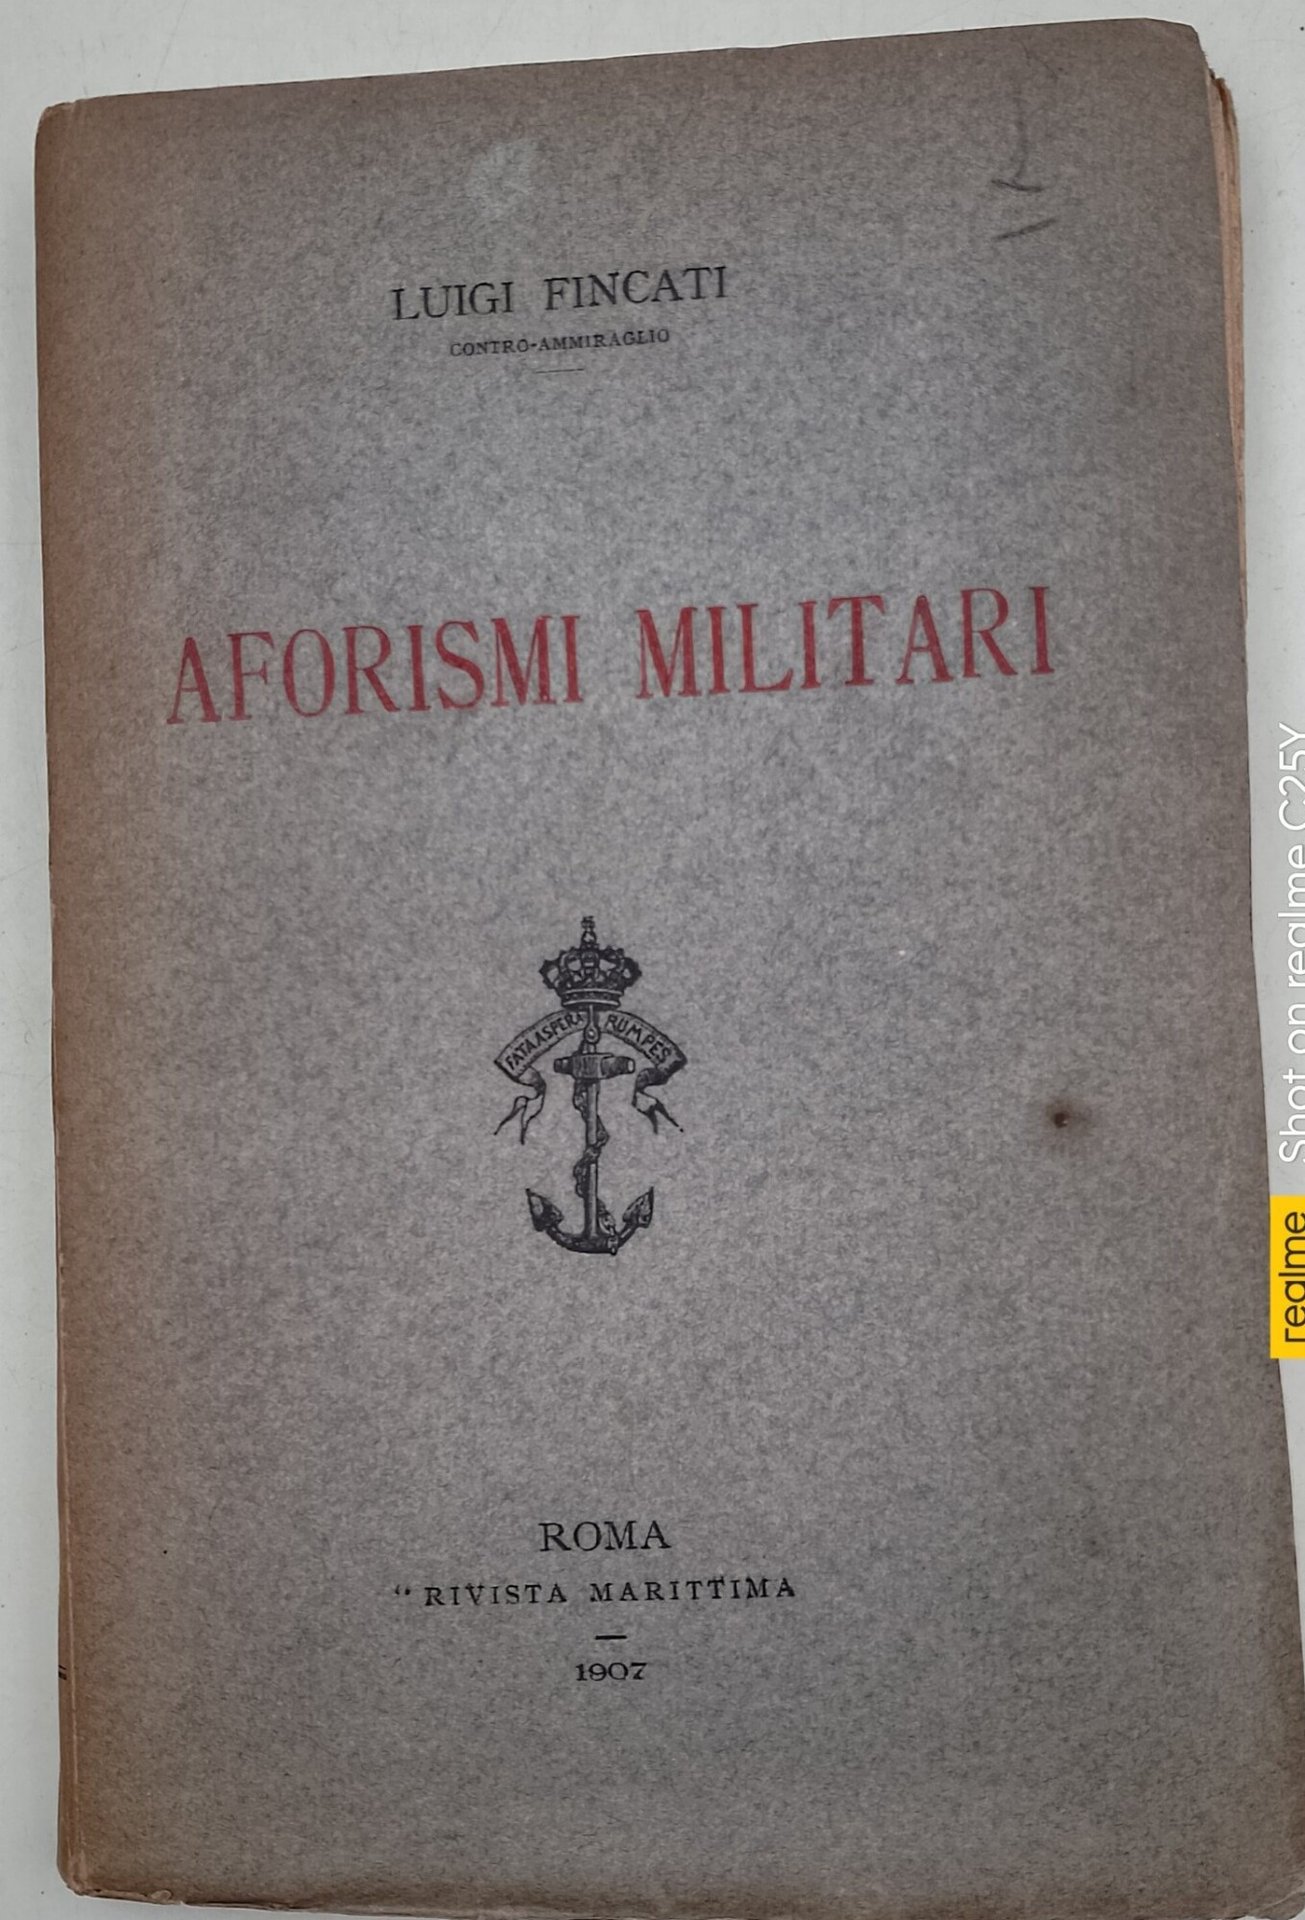 LUIGI FINCATI
CONTRO-AMMIRAGLIO
AFORISMI MILITARI
FATA ASPERA RUMPES
ROMA
“ RIVISTA MARITTIMA
1907
Shot on realme C25Y
realme